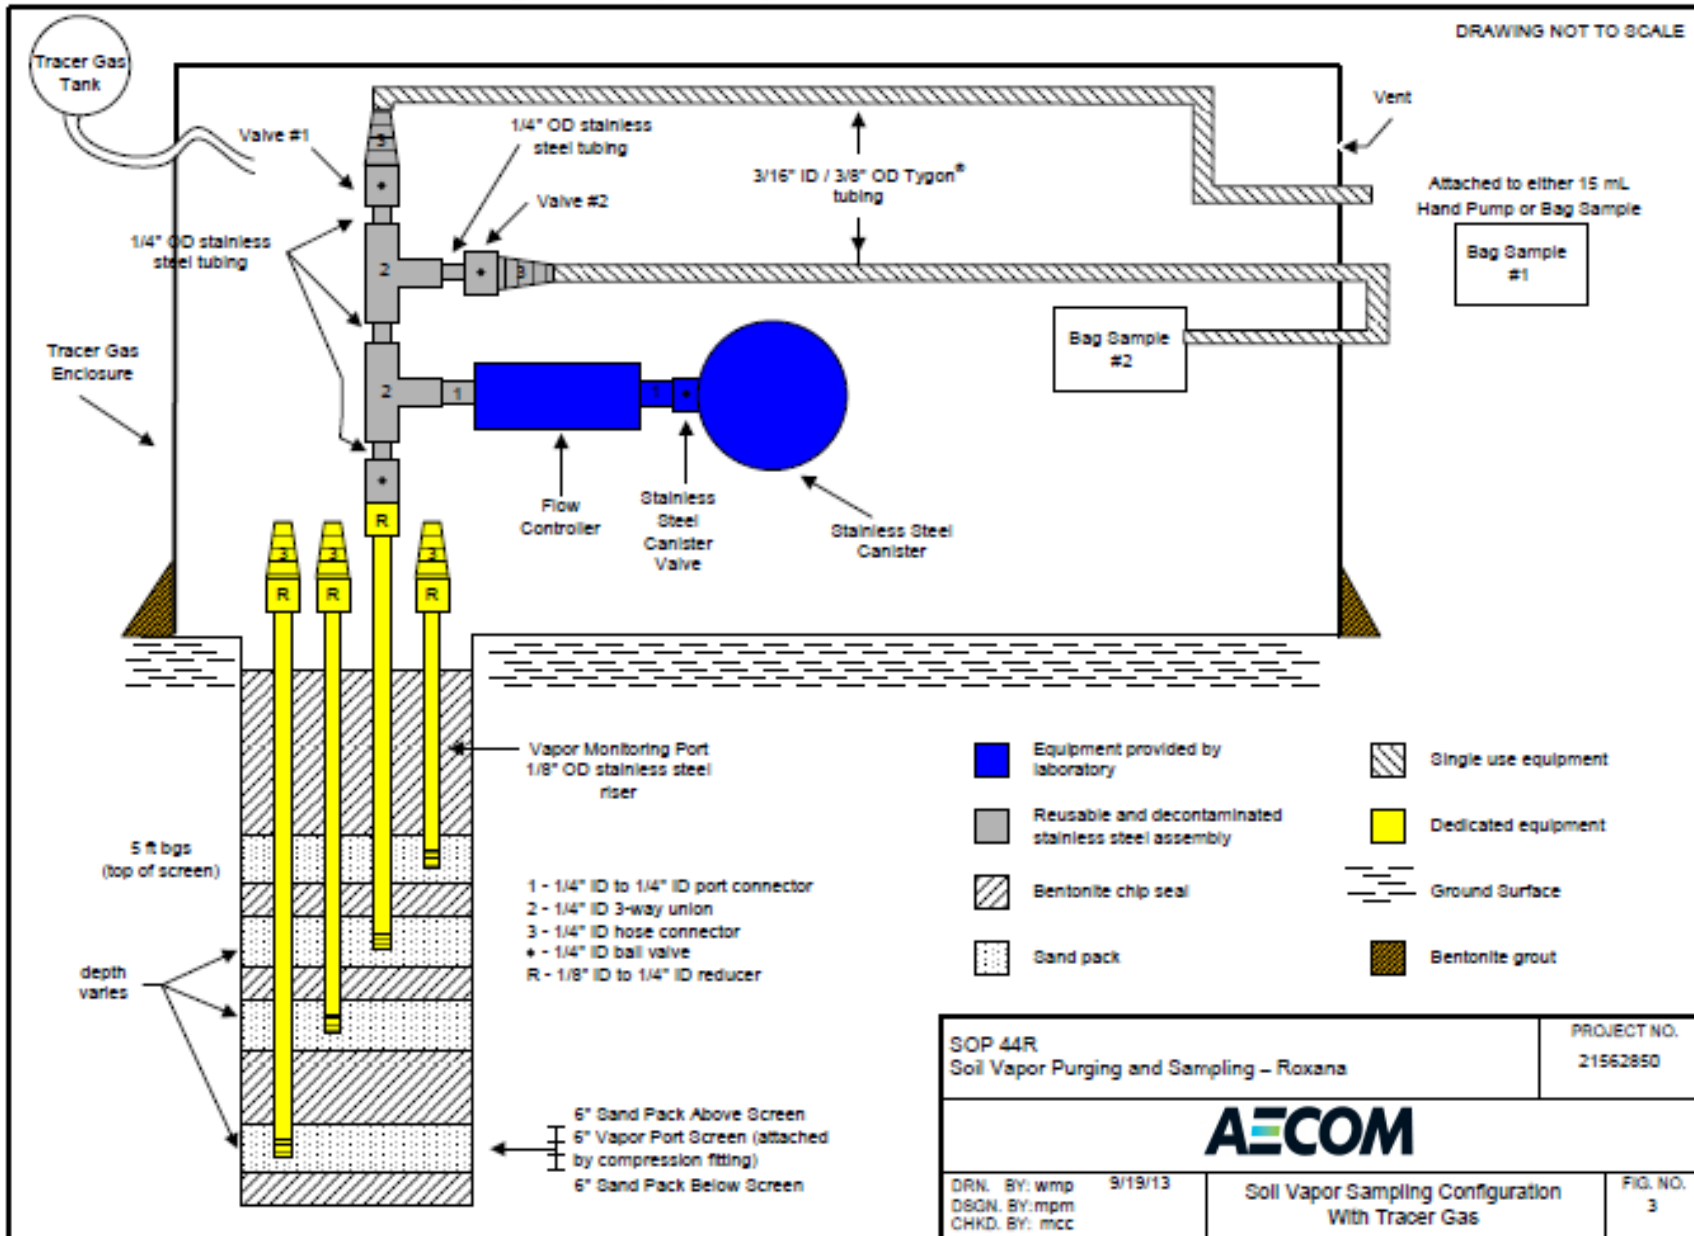 DRAWING NOT TO SCALE
Tracer Gas
Tank
Valve #1
1/4" OD stainless
steel tubing
Vent
3/16" ID / 3/8" OD Tygon®
tubing
Valve #2
Attached to either 15 mL
Hand Pump or Bag Sample
Bag Sample
#1
1/4" OD stainless
steel tubing
3
2
3
Bag Sample
#2
Tracer Gas
Enclosure
2
1
1
Flow
Controller
Stainless
Steel
Canister
Valve
Stainless Steel
Canister
R
3
3
3
R
R
R
Vapor Monitoring Port
1/8" OD stainless steel
riser
5 ft bgs
(top of screen)
depth
varies
1 - 1/4" ID to 1/4" ID port connector
2 - 1/4" ID 3-way union
3 - 1/4" ID hose connector
* - 1/4" ID ball valve
R - 1/8" ID to 1/4" ID reducer
6" Sand Pack Above Screen
6" Vapor Port Screen (attached
by compression fitting)
6" Sand Pack Below Screen
Equipment provided by
laboratory
Reusable and decontaminated
stainless steel assembly
Bentonite chip seal
Sand pack
Single use equipment
Dedicated equipment
Ground Surface
Bentonite grout
SOP 44R
Soil Vapor Purging and Sampling – Roxana
PROJECT NO.
21562850
AECOM
DRN. BY: wmp 9/19/13
DSGN. BY: mpm
CHKD. BY: mcc
Soil Vapor Sampling Configuration
With Tracer Gas
FIG. NO.
3